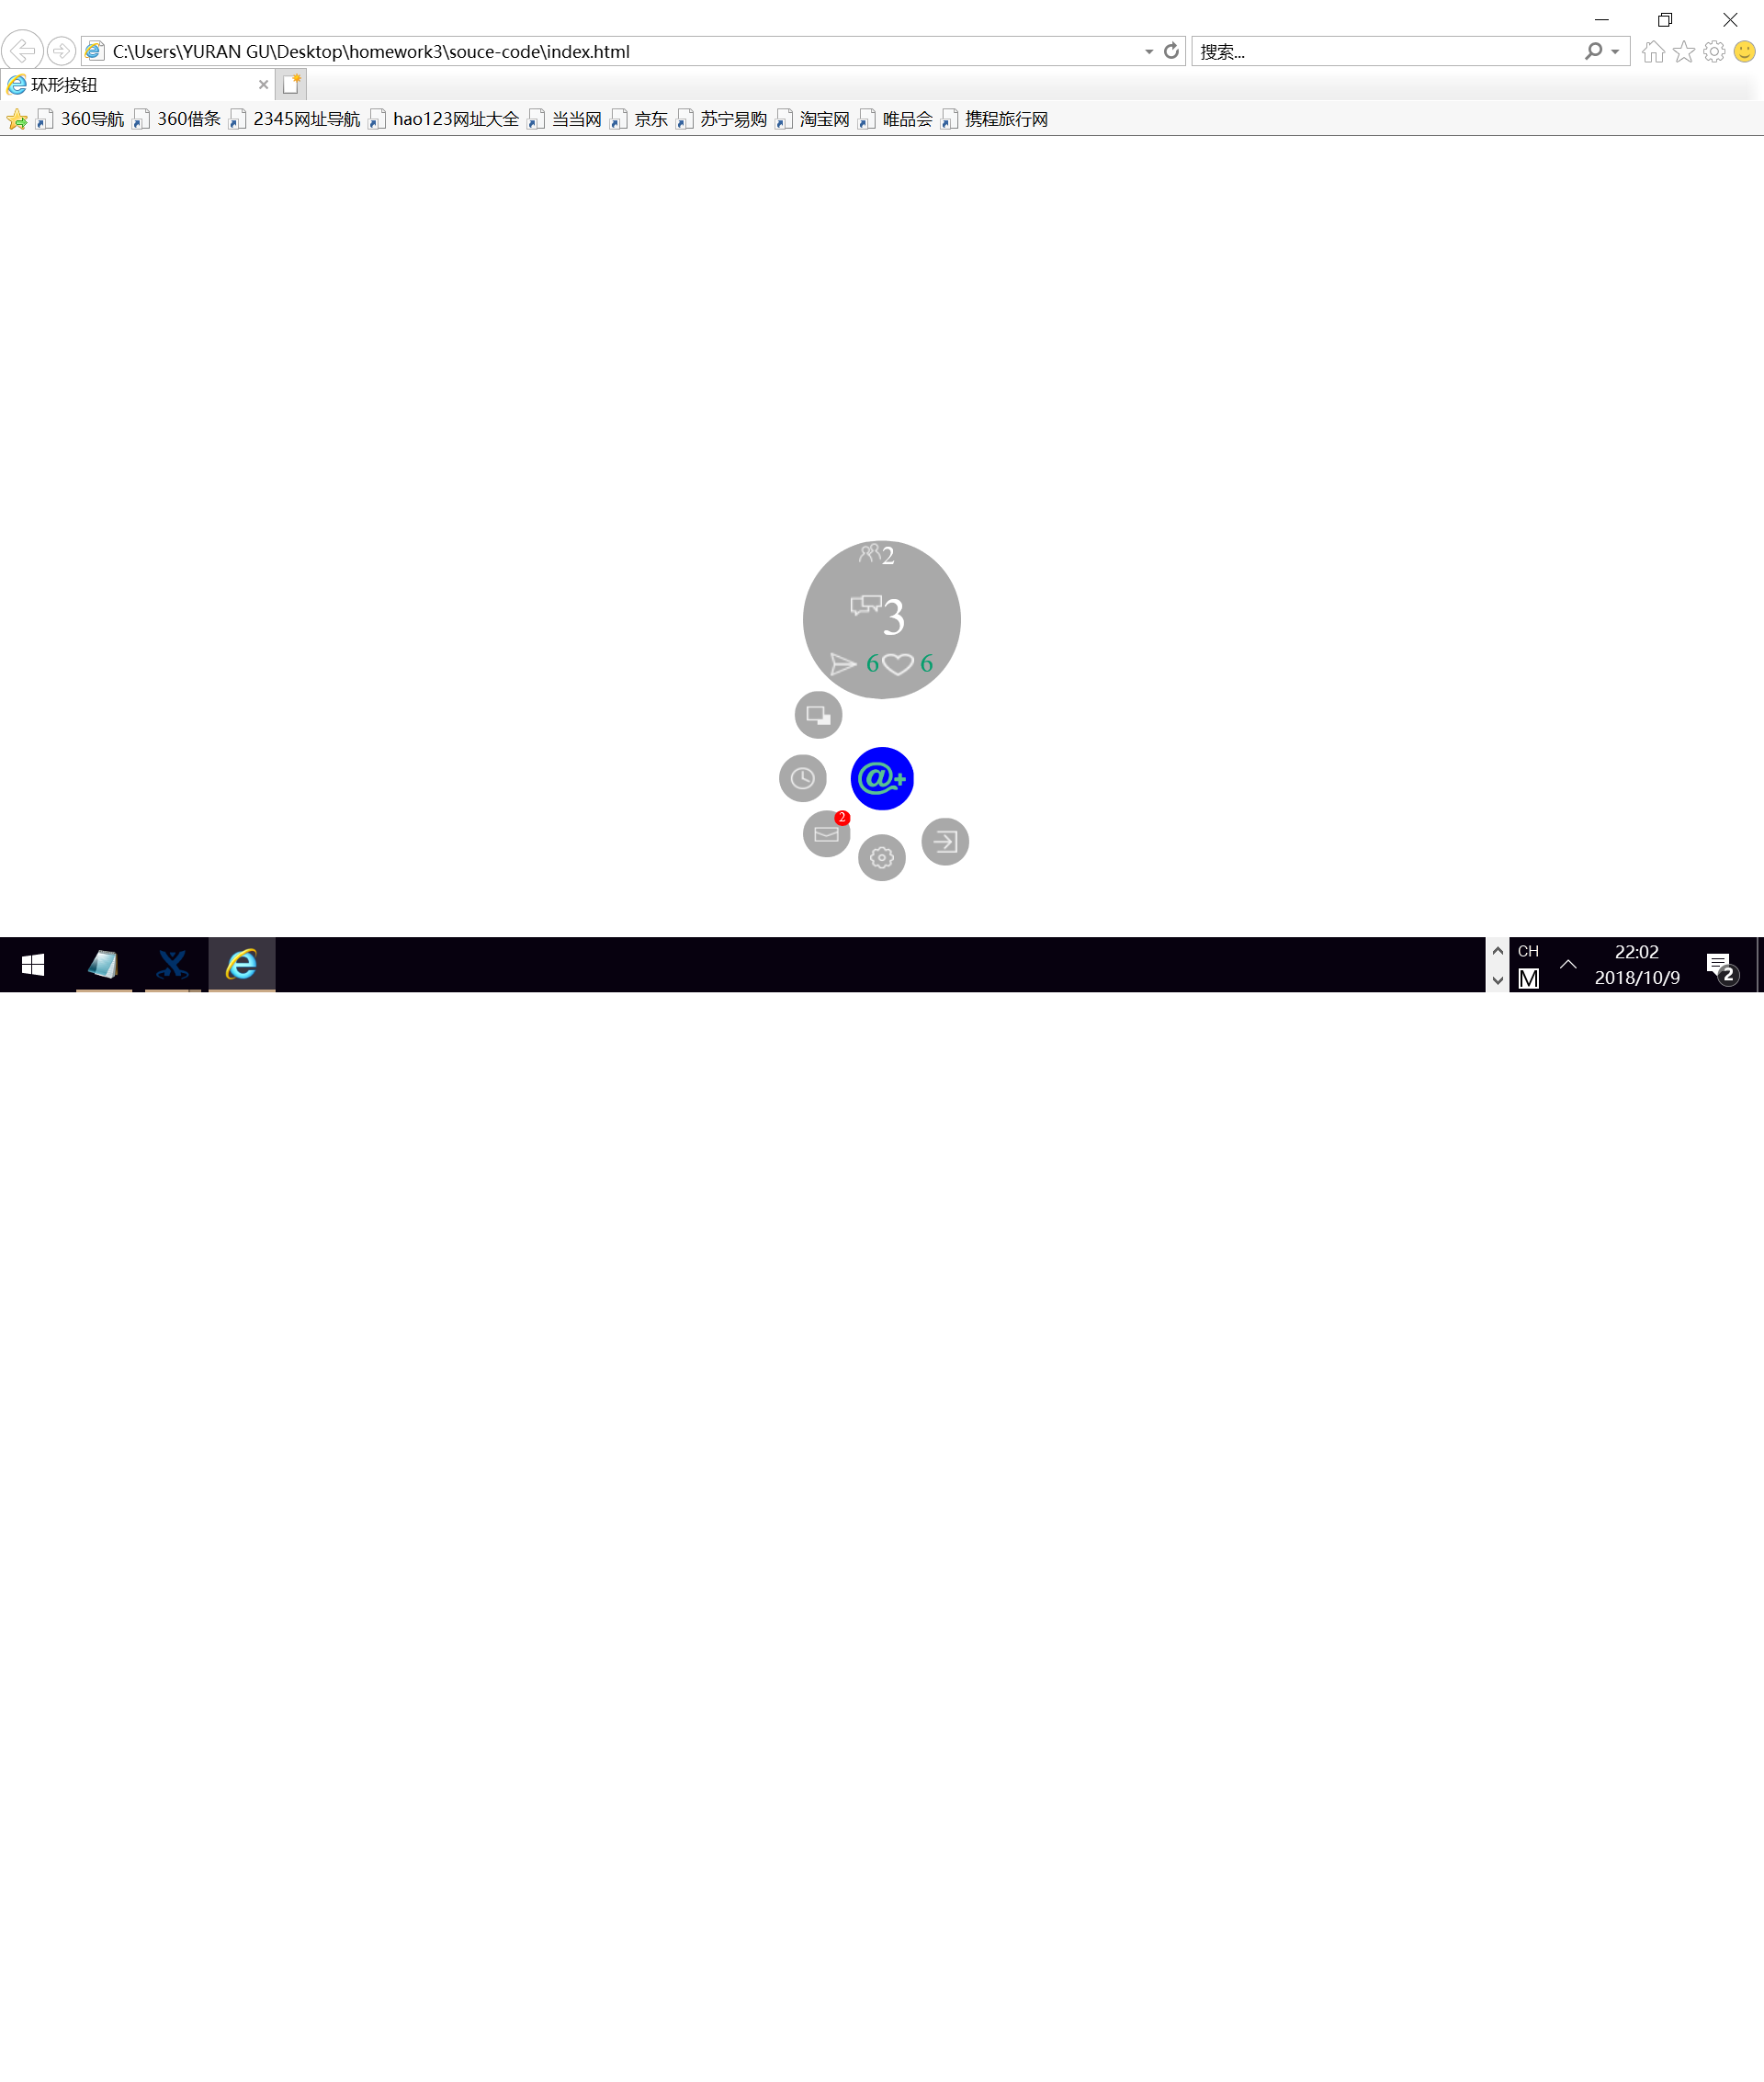 C:\Users\YURAN GU\Desktop\homework3\souce-code\index.html
搜索...
环形按钮
360导航 360借条 2345网址导航 hao123网址大全 当当网 京东 苏宁易购 淘宝网 唯品会 携程旅行网
2
3
6 6
@+
2
CH
M
22:02
2018/10/9
2